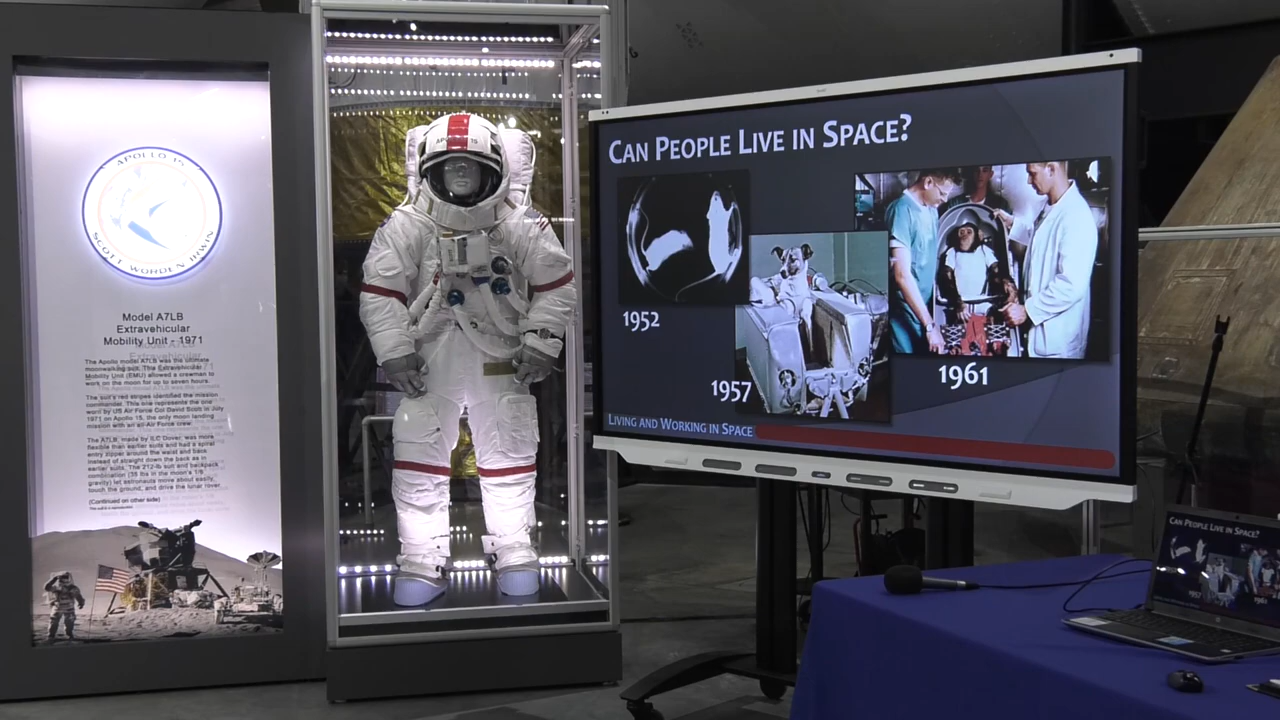 APOLLO 15
SCOTT WORDEN IRWIN
Model A7LB
Extravehicular
Mobility Unit - 1971
The Apollo model A7LB was the ultimate
moonwalking suit. This Extravehicular
Mobility Unit (EMU) allowed a crewman to
work on the moon for up to seven hours.
The suit's red stripes identified the mission
commander. This one represents the one
worn by US Air Force Col David Scott in July
1971 on Apollo 15, the only moon landing
mission with an all-Air Force crew.
The A7LB, made by ILC Dover, was more
flexible than earlier suits and had a spiral
entry zipper around the waist and back
instead of straight down the back as in
earlier suits. The 212-lb suit and backpack
combination (35 lbs in the moon's 1/6
gravity) let astronauts move about easily,
touch the ground, and drive the lunar rover.
(Continued on other side)
CAN PEOPLE LIVE IN SPACE?
1952
1957
1961
LIVING AND WORKING IN SPACE
CAN PEOPLE LIVE IN SPACE?
1957
1961